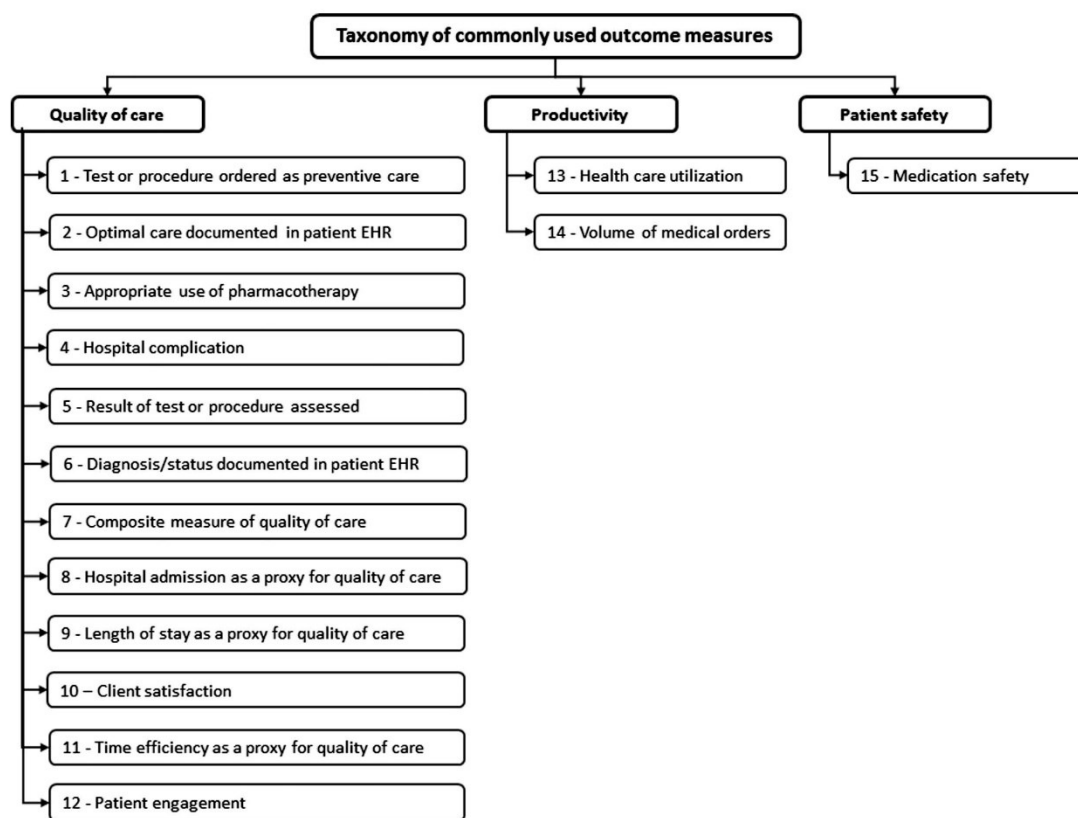 Taxonomy of commonly used outcome measures
Quality of care
1 - Test or procedure ordered as preventive care
2 - Optimal care documented in patient EHR
3 - Appropriate use of pharmacotherapy
4 - Hospital complication
5 - Result of test or procedure assessed
6 - Diagnosis/status documented in patient EHR
7 - Composite measure of quality of care
8 - Hospital admission as a proxy for quality of care
9 - Length of stay as a proxy for quality of care
10 – Client satisfaction
11 - Time efficiency as a proxy for quality of care
12 - Patient engagement
Productivity
13 - Health care utilization
14 - Volume of medical orders
Patient safety
15 - Medication safety